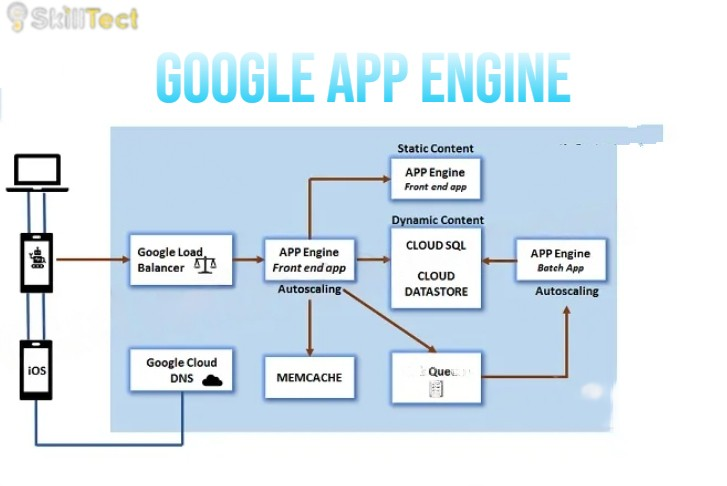 SkillTect
GOOGLE APP ENGINE
Static Content
APP Engine
Front end app
Dynamic Content
Google Load
Balancer
APP Engine
Front end app
Autoscaling
CLOUD SQL
CLOUD
DATASTORE
APP Engine
Batch App
Autoscaling
iOS
Google Cloud
DNS
MEMCACHE